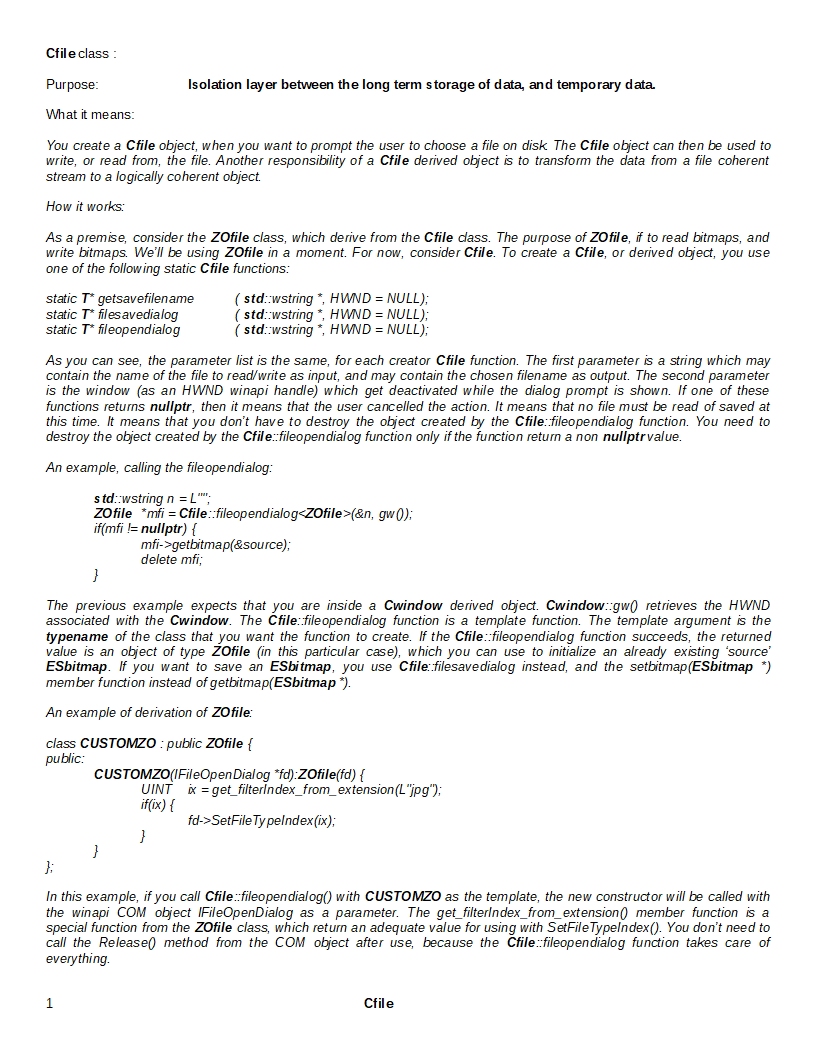 Cfile class :
Purpose: Isolation layer between the long term storage of data, and temporary data.
What it means:
You create a Cfile object, when you want to prompt the user to choose a file on disk. The Cfile object can then be used to
write, or read from, the file. Another responsibility of a Cfile derived object is to transform the data from a file coherent
stream to a logically coherent object.
How it works:
As a premise, consider the ZOfile class, which derive from the Cfile class. The purpose of ZOfile, if to read bitmaps, and
write bitmaps. We'll be using ZOfile in a moment. For now, consider Cfile. To create a Cfile, or derived object, you use
one of the following static Cfile functions:
static T* getsavefilename ( std::wstring *, HWND = NULL);
static T* filesavedialog ( std::wstring *, HWND = NULL);
static T* fileopendialog ( std::wstring *, HWND = NULL);
As you can see, the parameter list is the same, for each creator Cfile function. The first parameter is a string which may
contain the name of the file to read/write as input, and may contain the chosen filename as output. The second parameter
is the window (as an HWND winapi handle) which get deactivated while the dialog prompt is shown. If one of these
functions returns nullptr, then it means that the user cancelled the action. It means that no file must be read of saved at
this time. It means that you don't have to destroy the object created by the Cfile::fileopendialog function. You need to
destroy the object created by the Cfile::fileopendialog function only if the function return a non nullptr value.
An example, calling the fileopendialog:
std::wstring n = L"";
ZOfile *mfi = Cfile::fileopendialog<ZOfile>(&n, gw());
if(mfi != nullptr) {
mfi->getbitmap(&source);
delete mfi;
}
The previous example expects that you are inside a Cwindow derived object. Cwindow::gw() retrieves the HWND
associated with the Cwindow. The Cfile::fileopendialog function is a template function. The template argument is the
typename of the class that you want the function to create. If the Cfile::fileopendialog function succeeds, the returned
value is an object of type ZOfile (in this particular case), which you can use to initialize an already existing 'source'
ESbitmap. If you want to save an ESbitmap, you use Cfile::filesavedialog instead, and the setbitmap(ESbitmap *)
member function instead of getbitmap(ESbitmap *).
An example of derivation of ZOfile:
class CUSTOMZO : public ZOfile {
public:
CUSTOMZO(IFileOpenDialog *fd):ZOfile(fd) {
UINT ix = get_filterIndex_from_extension(L"jpg");
if(ix) {
fd->SetFileTypeIndex(ix);
}
}
};
In this example, if you call Cfile::fileopendialog() with CUSTOMZO as the template, the new constructor will be called with
the winapi COM object IFileOpenDialog as a parameter. The get_filterIndex_from_extension() member function is a
special function from the ZOfile class, which return an adequate value for using with SetFileTypeIndex(). You don't need to
call the Release() method from the COM object after use, because the Cfile::fileopendialog function takes care of
everything.
1 Cfile